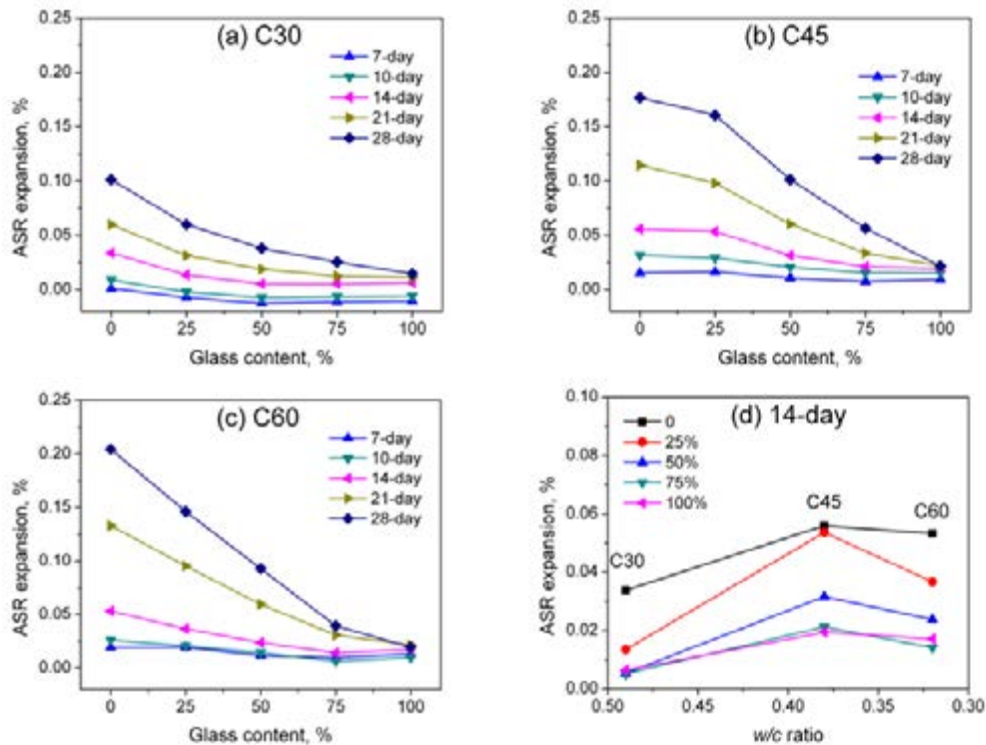 (a) C30
7-day
10-day
14-day
21-day
28-day
ASR expansion, %
0.25
0.20
0.15
0.10
0.05
0.00
0 25 50 75 100
Glass content, %
(b) C45
7-day
10-day
14-day
21-day
28-day
ASR expansion, %
0.25
0.20
0.15
0.10
0.05
0.00
0 25 50 75 100
Glass content, %
(c) C60
7-day
10-day
14-day
21-day
28-day
ASR expansion, %
0.25
0.20
0.15
0.10
0.05
0.00
0 25 50 75 100
Glass content, %
(d) 14-day
0
25%
50%
75%
100%
C30
C45
C60
ASR expansion, %
0.10
0.08
0.06
0.04
0.02
0.00
0.50 0.45 0.40 0.35 0.30
w/c ratio